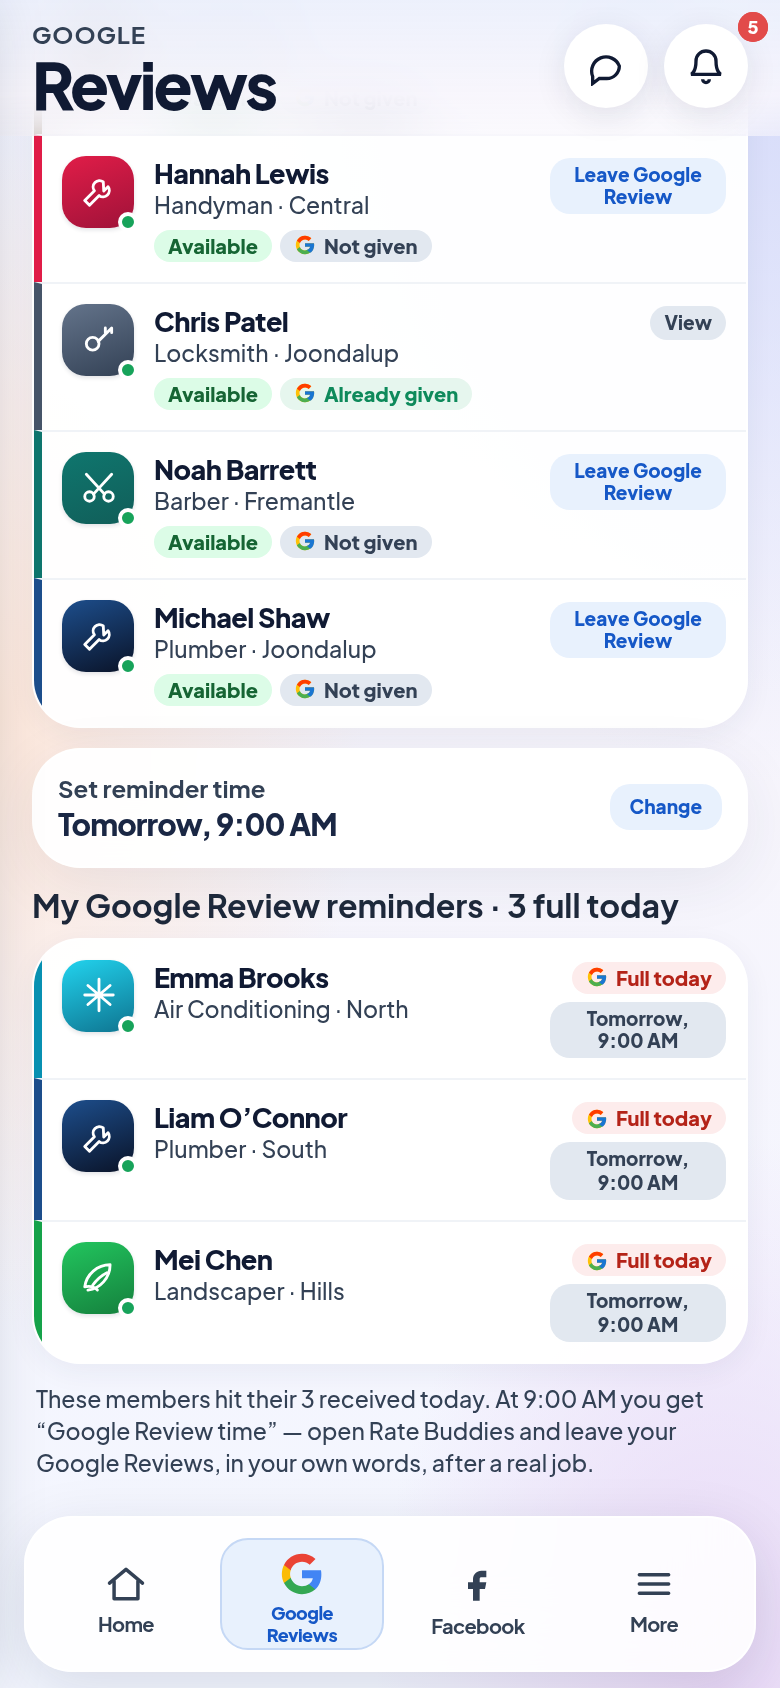 GOOGLE
Reviews
5
Hannah Lewis
Handyman · Central
Available
Not given
Leave Google
Review
Chris Patel
Locksmith · Joondalup
Available
Already given
View
Noah Barrett
Barber · Fremantle
Available
Not given
Leave Google
Review
Michael Shaw
Plumber · Joondalup
Available
Not given
Leave Google
Review
Set reminder time
Tomorrow, 9:00 AM
Change
My Google Review reminders · 3 full today
Emma Brooks
Air Conditioning · North
Full today
Tomorrow,
9:00 AM
Liam O’Connor
Plumber · South
Full today
Tomorrow,
9:00 AM
Mei Chen
Landscaper · Hills
Full today
Tomorrow,
9:00 AM
These members hit their 3 received today. At 9:00 AM you get
“Google Review time” — open Rate Buddies and leave your
Google Reviews, in your own words, after a real job.
Home
Google
Reviews
Facebook
More